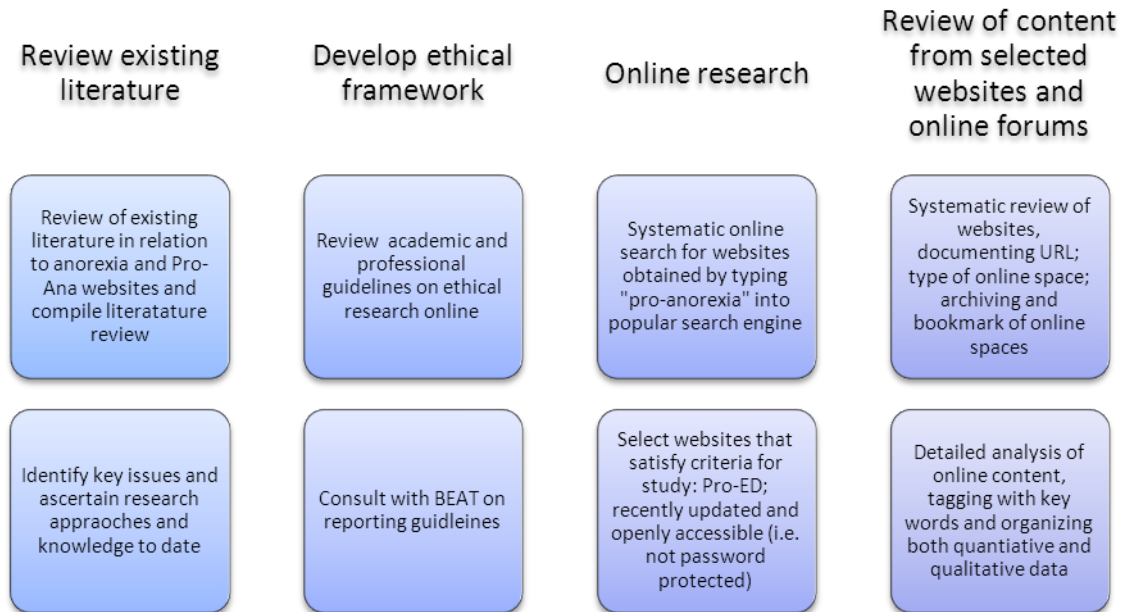 Review existing
literature
Review of existing
literature in relation
to anorexia and Pro-
Ana websites and
compile literatature
review
Identify key issues and
ascertain research
appraoches and
knowledge to date
Develop ethical
framework
Review  academic and
professional
guidelines on ethical
research online
Consult with BEAT on
reporting guidleines
Online research
Systematic online
search for websites
obtained by typing
"pro-anorexia" into
popular search engine
Select websites that
satisfy criteria for
study: Pro-ED;
recently updated and
openly accessible (i.e.
not password
protected)
Review of content
from selected
websites and
online forums
Systematic review of
websites,
documenting URL;
type of online space;
archiving and
bookmark of online
spaces
Detailed analysis of
online content,
tagging with key
words and organizing
both quantiative and
qualitative data